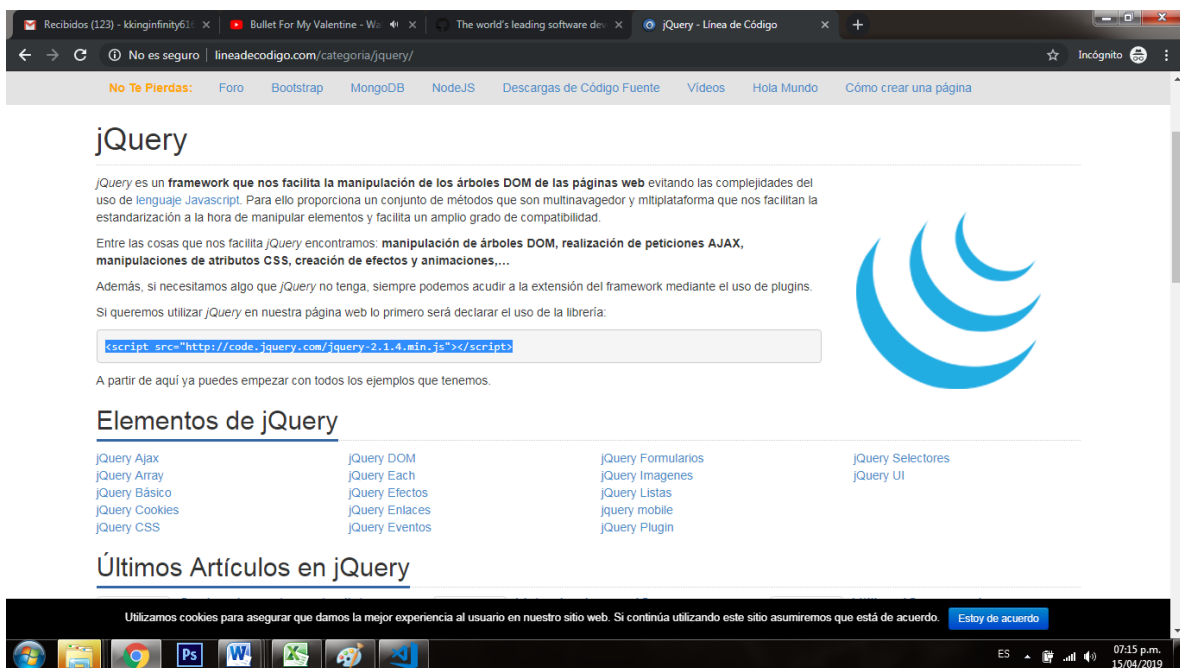 Recibidos (123) - kkinginfinity61
Bullet For My Valentine - Wa
The world's leading software dev
jQuery - Línea de Código
No es seguro | lineadecodigo.com/categoria/jquery/
Incógnito
No Te Pierdas: Foro Bootstrap MongoDB NodeJS Descargas de Código Fuente Vídeos Hola Mundo Cómo crear una página
jQuery
jQuery es un framework que nos facilita la manipulación de los árboles DOM de las páginas web evitando las complejidades del
uso de lenguaje Javascript. Para ello proporciona un conjunto de métodos que son multinavagedor y mltiplataforma que nos facilitan la
estandarización a la hora de manipular elementos y facilita un amplio grado de compatibilidad.
Entre las cosas que nos facilita jQuery encontramos: manipulación de árboles DOM, realización de peticiones AJAX,
manipulaciones de atributos CSS, creación de efectos y animaciones,...
Además, si necesitamos algo que jQuery no tenga, siempre podemos acudir a la extensión del framework mediante el uso de plugins.
Si queremos utilizar jQuery en nuestra página web lo primero será declarar el uso de la librería:
<script src="http://code.jquery.com/jquery-2.1.4.min.js"></script>
A partir de aquí ya puedes empezar con todos los ejemplos que tenemos.
Elementos de jQuery
jQuery Ajax
jQuery Array
jQuery Básico
jQuery Cookies
jQuery CSS
jQuery DOM
jQuery Each
jQuery Efectos
jQuery Enlaces
jQuery Eventos
jQuery Formularios
jQuery Imagenes
jQuery Listas
jquery mobile
jQuery Plugin
jQuery Selectores
jQuery UI
Últimos Artículos en jQuery
Utilizamos cookies para asegurar que damos la mejor experiencia al usuario en nuestro sitio web. Si continúa utilizando este sitio asumiremos que está de acuerdo. Estoy de acuerdo
Ps
W
ES
07:15 p.m.
15/04/2019